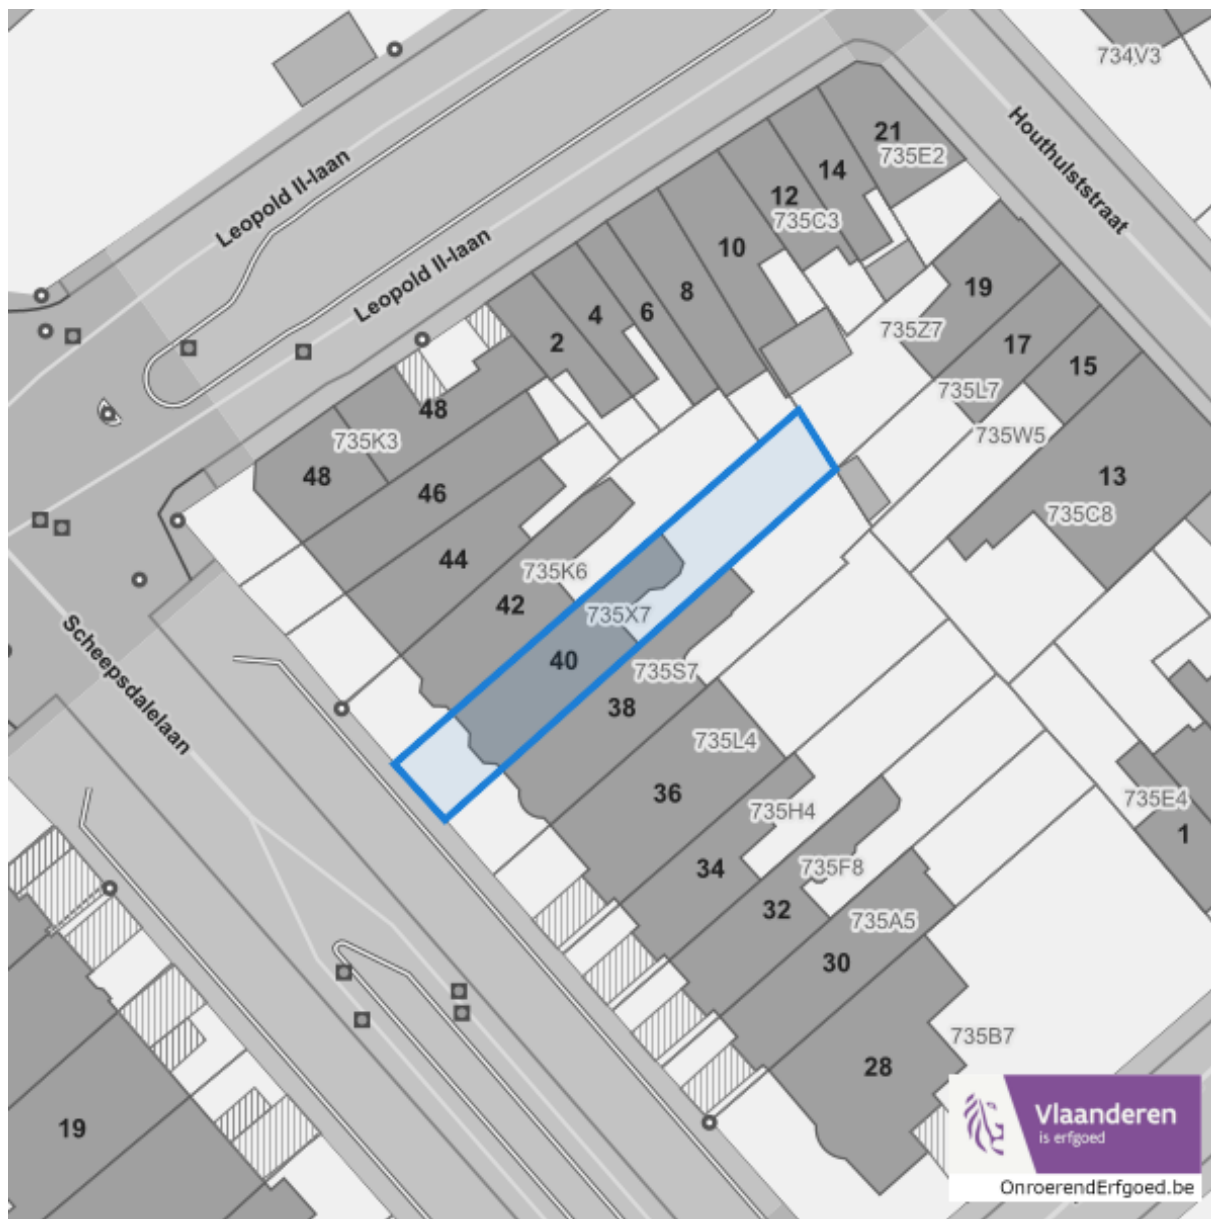 734V3
Houthulststraat
21
735E2
14
12
735C3
Leopold II-laan
10
Leopold II-laan
19
8
4
6
735Z7
2
17
15
735L7
48
735K3
735W5
48
46
13
735C8
44
735K6
42
735X7
40
735S7
Scheepsdalelaan
38
735L4
36
735H4
735E4
1
34
735F8
32
735A5
30
735B7
28
19
Vlaanderen
is erfgoed
OnroerendErfgoed.be